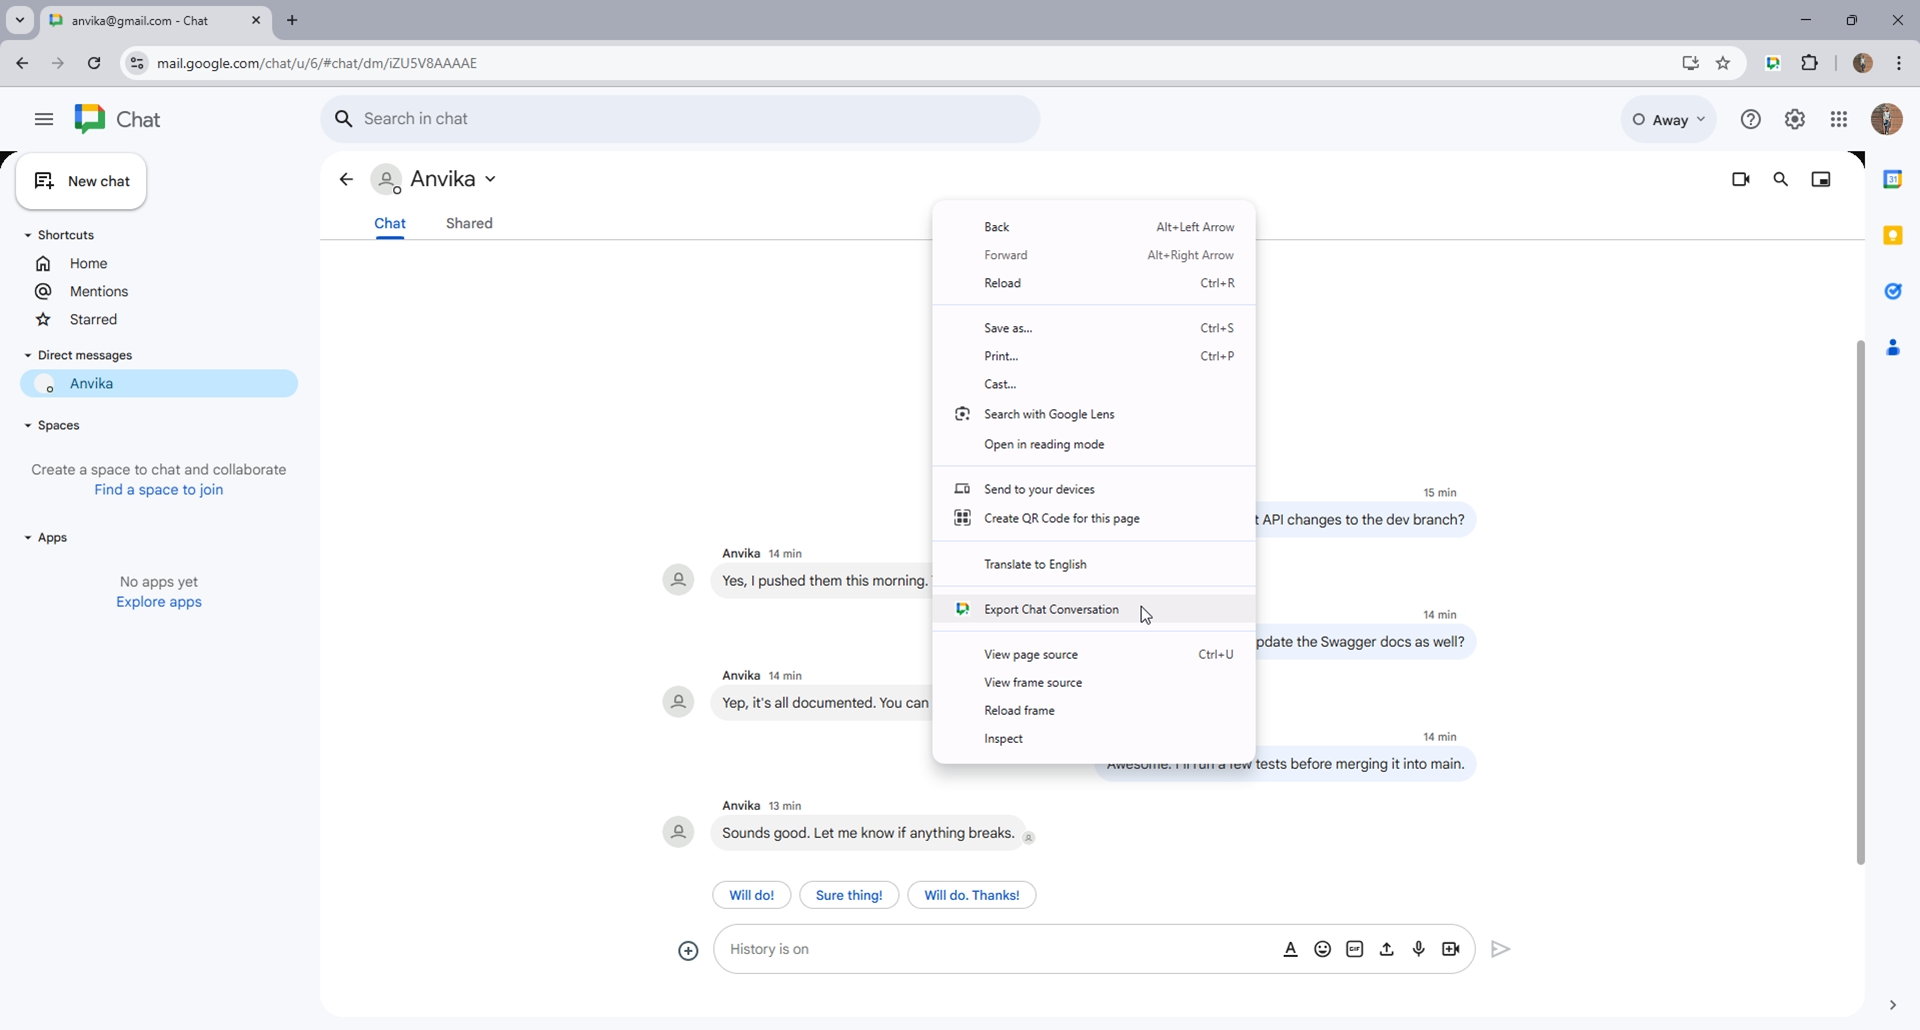 anvika@gmail.com - Chat
mail.google.com/chat/u/6/#chat/dm/iZU5V8AAAAE
Chat
Search in chat
Away
New chat
Anvika
Chat
Shared
Shortcuts
Home
Mentions
Starred
Direct messages
Anvika
Spaces
Create a space to chat and collaborate
Find a space to join
Apps
No apps yet
Explore apps
Back Alt+Left Arrow
Forward Alt+Right Arrow
Reload Ctrl+R
Save as... Ctrl+S
Print... Ctrl+P
Cast...
Search with Google Lens
Open in reading mode
Send to your devices
Create QR Code for this page
Translate to English
Export Chat Conversation
View page source Ctrl+U
View frame source
Reload frame
Inspect
15 min
API changes to the dev branch?
Anvika 14 min
Yes, I pushed them this morning.
14 min
pdate the Swagger docs as well?
Anvika 14 min
Yep, it's all documented. You can
14 min
Awesome. I'll run a few tests before merging it into main.
Anvika 13 min
Sounds good. Let me know if anything breaks.
Will do!
Sure thing!
Will do. Thanks!
History is on
GIF
31